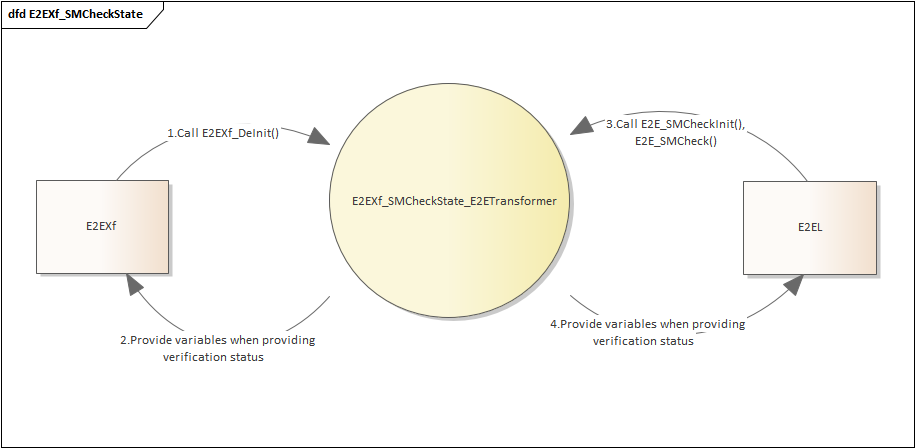 dfd E2EXf_SMCheckState
1.Call E2EXf_DeInit()
3.Call E2E_SMCheckInit(),
E2E_SMCheck()
E2EXf_SMCheckState_E2ETransformer
E2EXf
E2EL
2.Provide variables when providing
verification status
4.Provide variables when providing
verification status